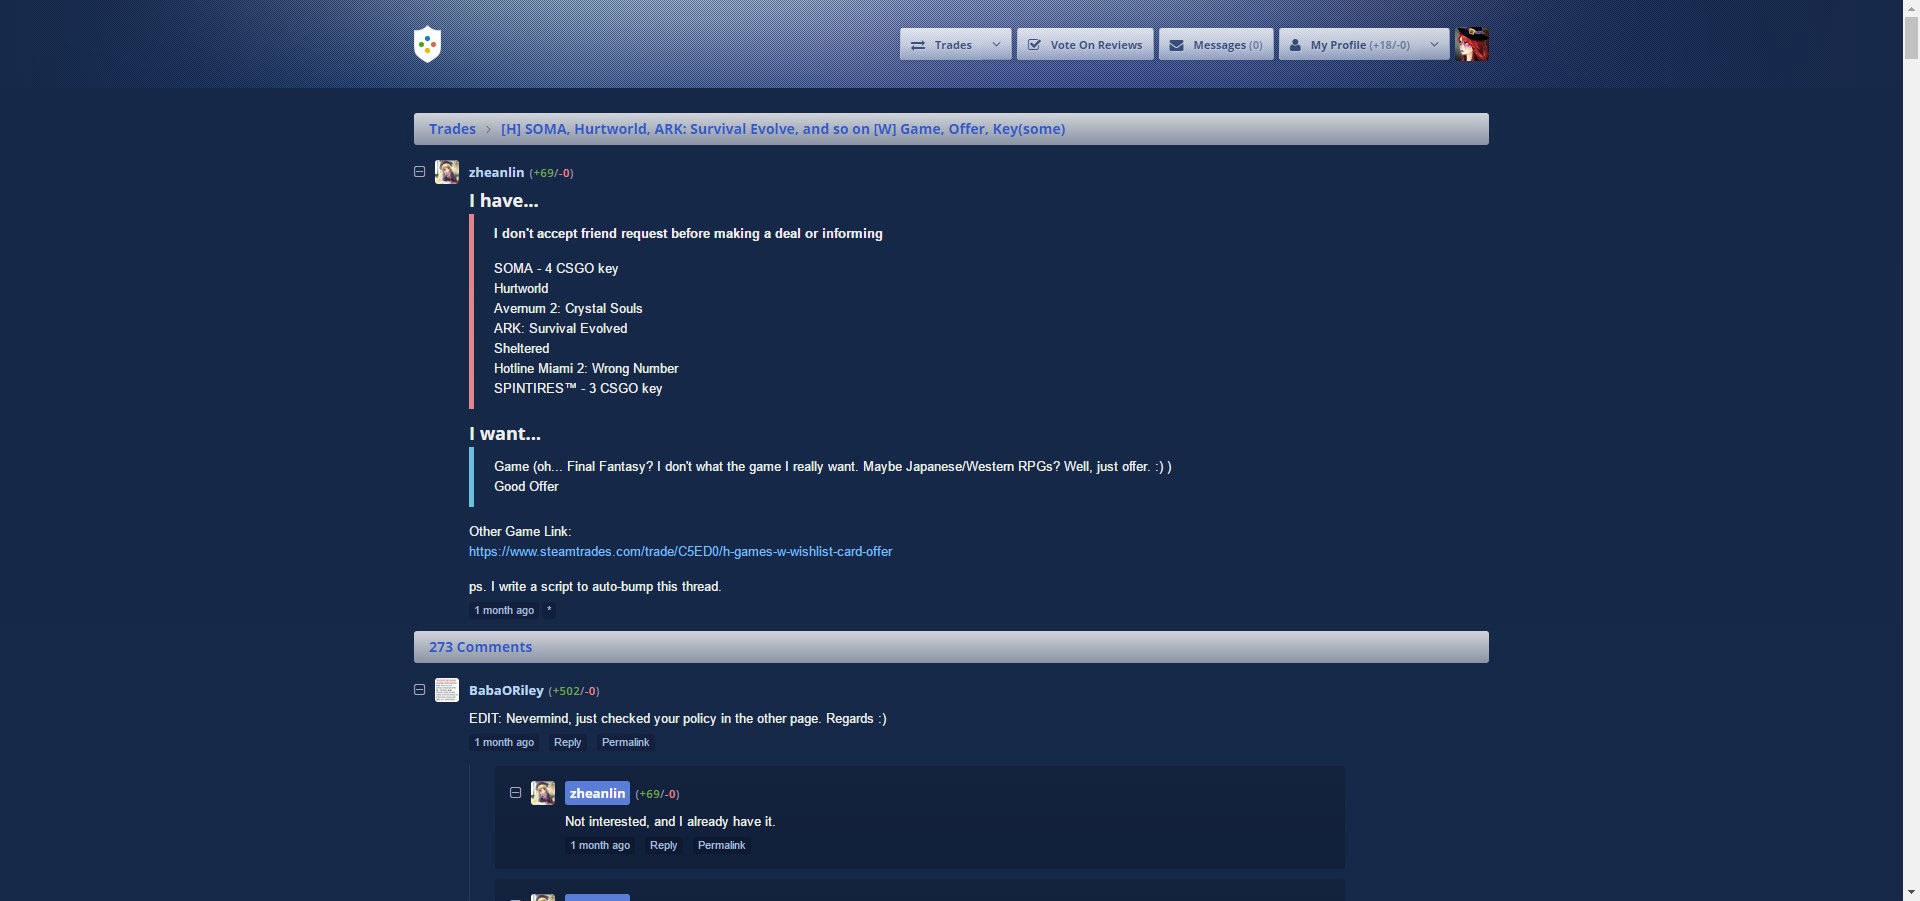 Trades
Vote On Reviews
Messages (0)
My Profile (+18/-0)
Trades > [H] SOMA, Hurtworld, ARK: Survival Evolve, and so on [W] Game, Offer, Key(some)
zheanlin (+69/-0)
I have...
I don't accept friend request before making a deal or informing
SOMA - 4 CSGO key
Hurtworld
Avernum 2: Crystal Souls
ARK: Survival Evolved
Sheltered
Hotline Miami 2: Wrong Number
SPINTIRES™ - 3 CSGO key
I want...
Game (oh... Final Fantasy? I don't what the game I really want. Maybe Japanese/Western RPGs? Well, just offer. :) )
Good Offer
Other Game Link:
https://www.steamtrades.com/trade/C5ED0/h-games-w-wishlist-card-offer
ps. I write a script to auto-bump this thread.
1 month ago *
273 Comments
BabaORiley (+502/-0)
EDIT: Nevermind, just checked your policy in the other page. Regards :)
1 month ago Reply Permalink
zheanlin (+69/-0)
Not interested, and I already have it.
1 month ago Reply Permalink